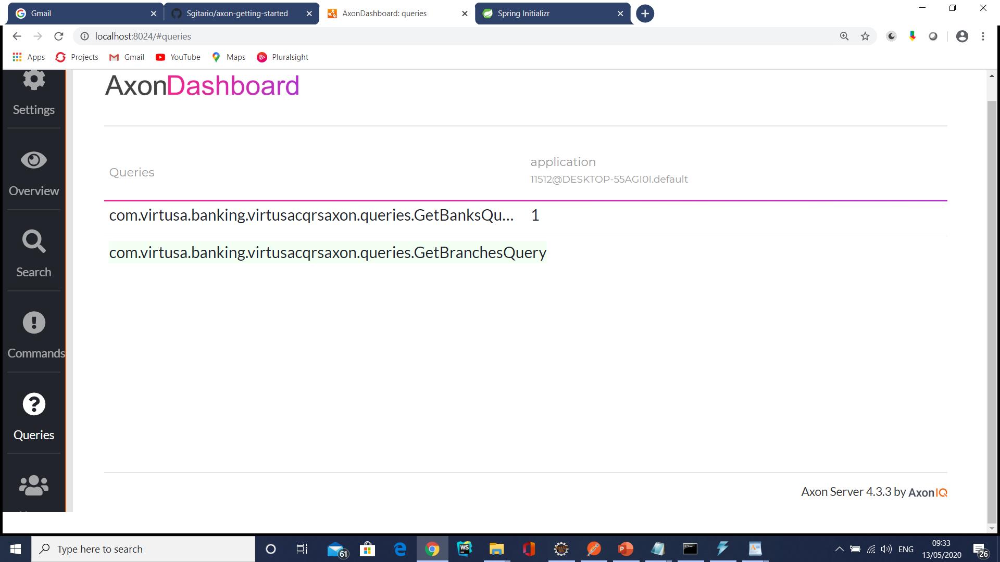 Gmail
Sgitario/axon-getting-started
AxonDashboard: queries
Spring Initializr
localhost:8024/#queries
Apps
Projects
Gmail
YouTube
Maps
Pluralsight
AxonDashboard
Settings
Overview
Search
Commands
Queries
Queries
application
11512@DESKTOP-55AGI0I.default
com.virtusa.banking.virtusacqrsaxon.queries.GetBanksQu...
1
com.virtusa.banking.virtusacqrsaxon.queries.GetBranchesQuery
Axon Server 4.3.3 by AxonIQ
Type here to search
61
WS
P
ENG
09:33
13/05/2020
26